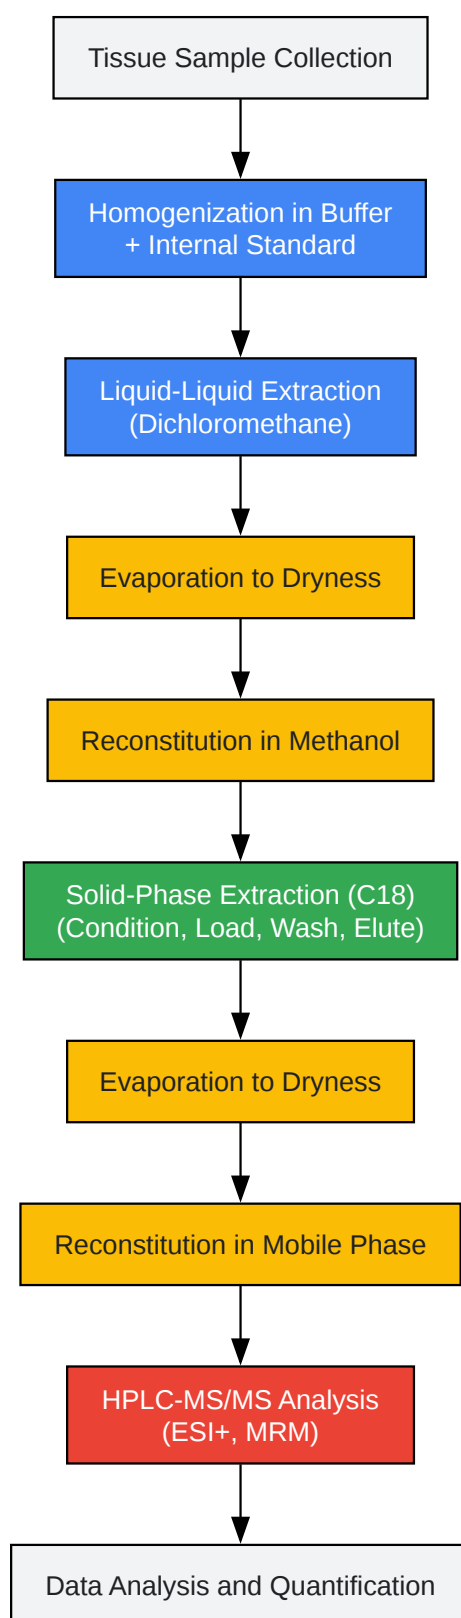 Tissue Sample Collection
Homogenization in Buffer
+ Internal Standard
Liquid-Liquid Extraction
(Dichloromethane)
Evaporation to Dryness
Reconstitution in Methanol
Solid-Phase Extraction (C18)
(Condition, Load, Wash, Elute)
Evaporation to Dryness
Reconstitution in Mobile Phase
HPLC-MS/MS Analysis
(ESI+, MRM)
Data Analysis and Quantification